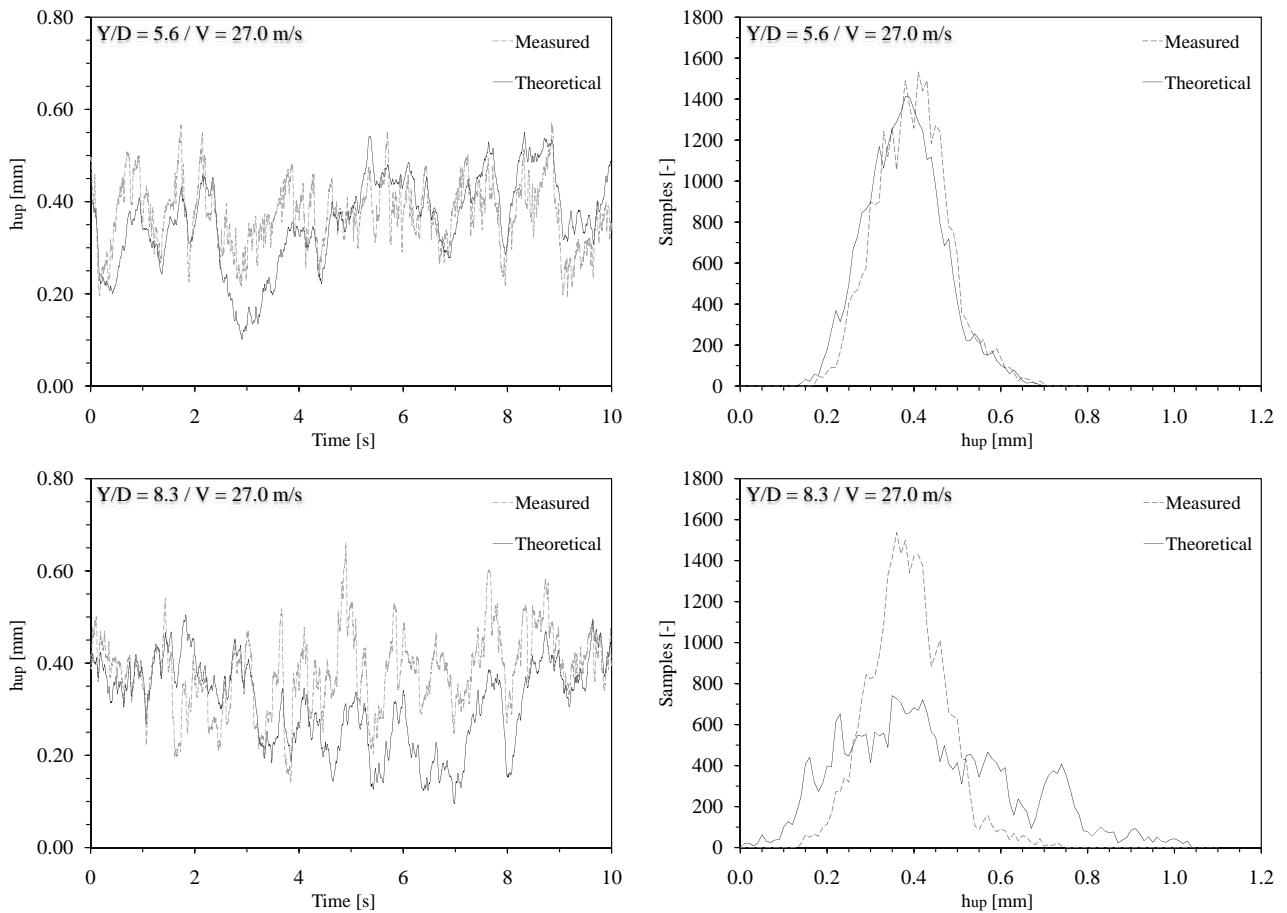 0.80
0.60
0.40
0.20
0.00
hup [mm]
Y/D = 5.6 / V = 27.0 m/s
Measured
Theoretical
0 2 4 6 8 10
Time [s]
1800
1600
1400
1200
1000
800
600
400
200
0
Samples [-]
Y/D = 5.6 / V = 27.0 m/s
Measured
Theoretical
0.0 0.2 0.4 0.6 0.8 1.0 1.2
hup [mm]
0.80
0.60
0.40
0.20
0.00
hup [mm]
Y/D = 8.3 / V = 27.0 m/s
Measured
Theoretical
0 2 4 6 8 10
Time [s]
1800
1600
1400
1200
1000
800
600
400
200
0
Samples [-]
Y/D = 8.3 / V = 27.0 m/s
Measured
Theoretical
0.0 0.2 0.4 0.6 0.8 1.0 1.2
hup [mm]